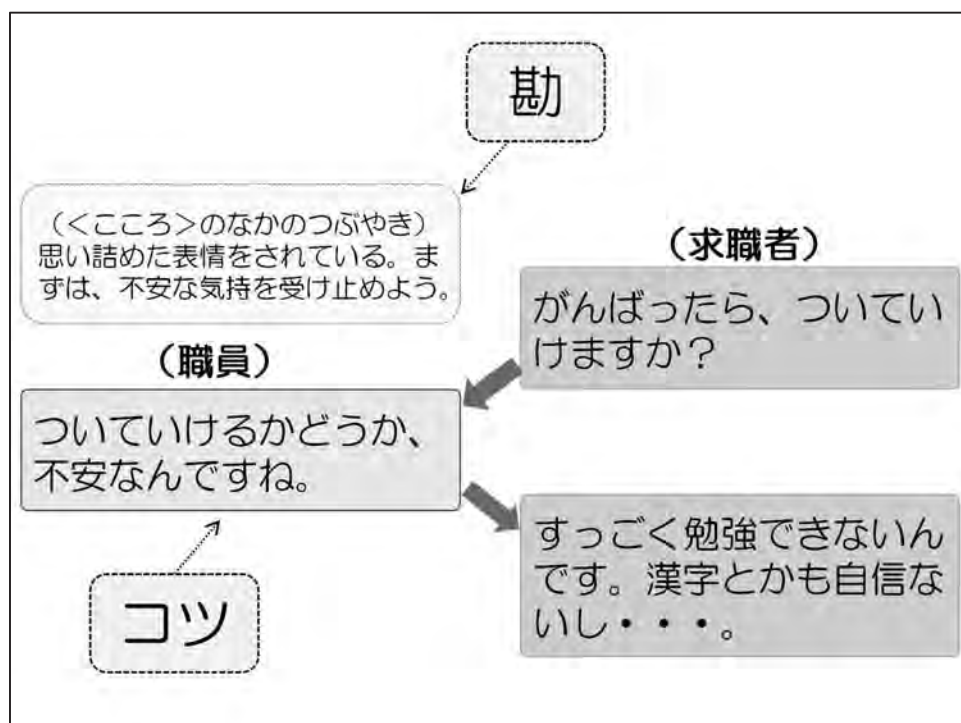 勘
(<こころ>のなかのつぶやき)
思い詰めた表情をされている。ま
ずは、不安な気持を受け止めよう。
(求職者)
がんばったら、ついてい
けますか?
(職員)
ついていけるかどうか、
不安なんですね。
すっごく勉強できないん
です。漢字とかも自信な
いし・・・。
コツ